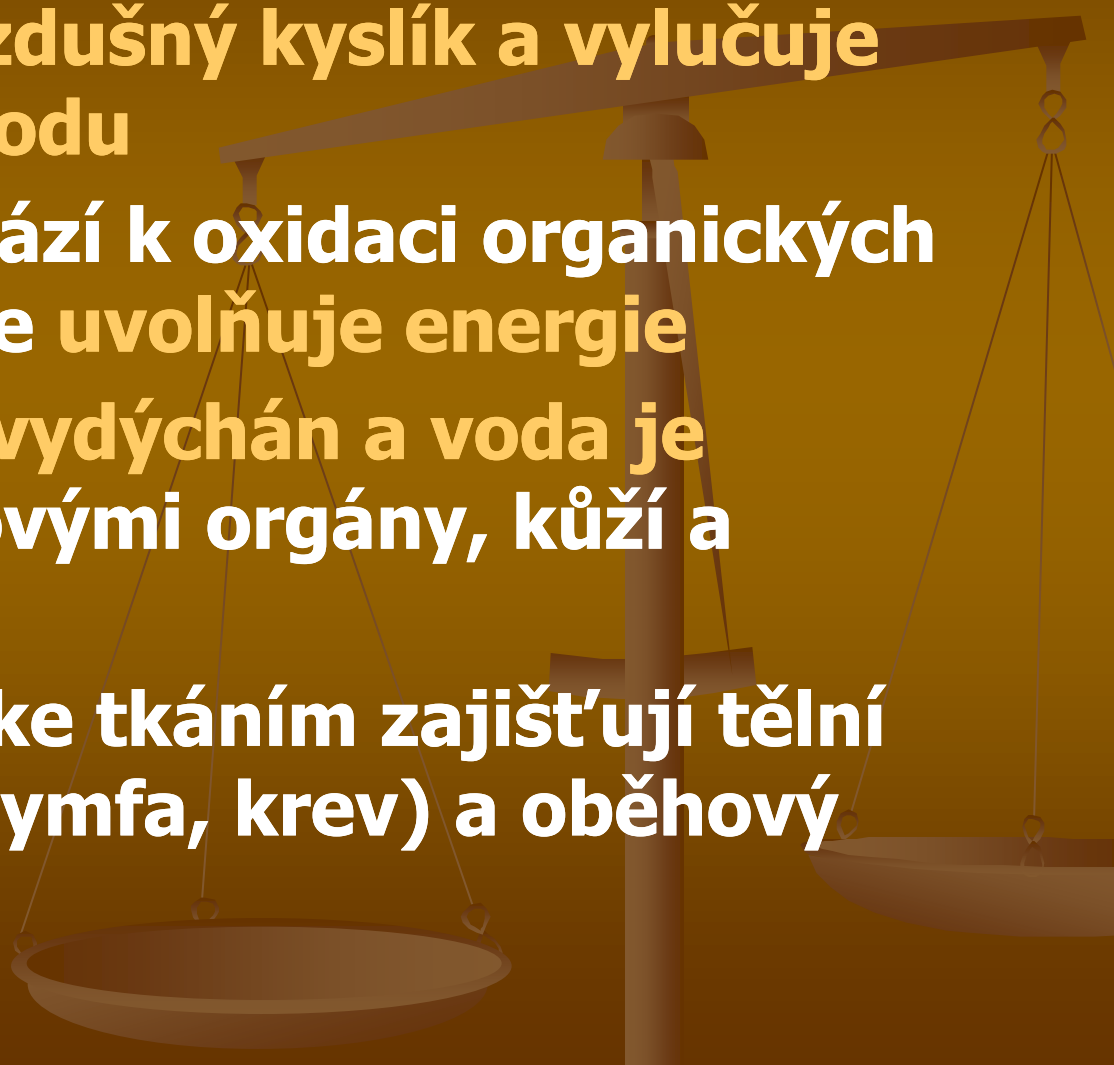 zdušný kyslík a vylučuje
odu
ází k oxidaci organických
e uvolňuje energie
vydýchán a voda je
ovými orgány, kůží a
ke tkáním zajišťují tělní
ymfa, krev) a oběhový